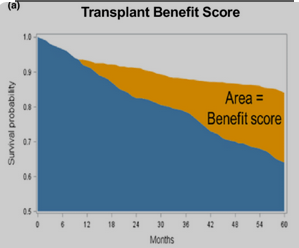 (a)
Transplant Benefit Score
Survival probability
1.0
0.9
0.8
0.7
0.6
0.5
Area =
Benefit score
0 6 12 18 24 30 36 42 48 54 60
Months